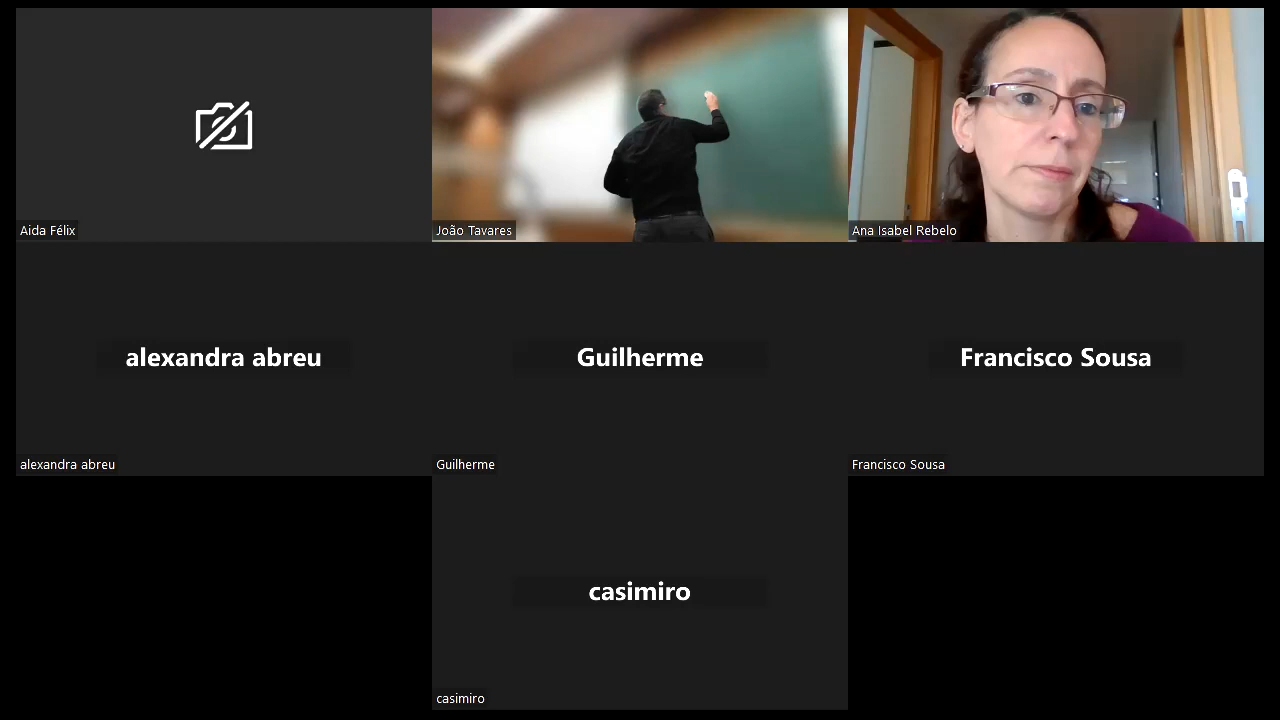 Aida Félix
João Tavares
Ana Isabel Rebelo
alexandra abreu
Guilherme
Francisco Sousa
alexandra abreu
Guilherme
Francisco Sousa
casimiro
casimiro